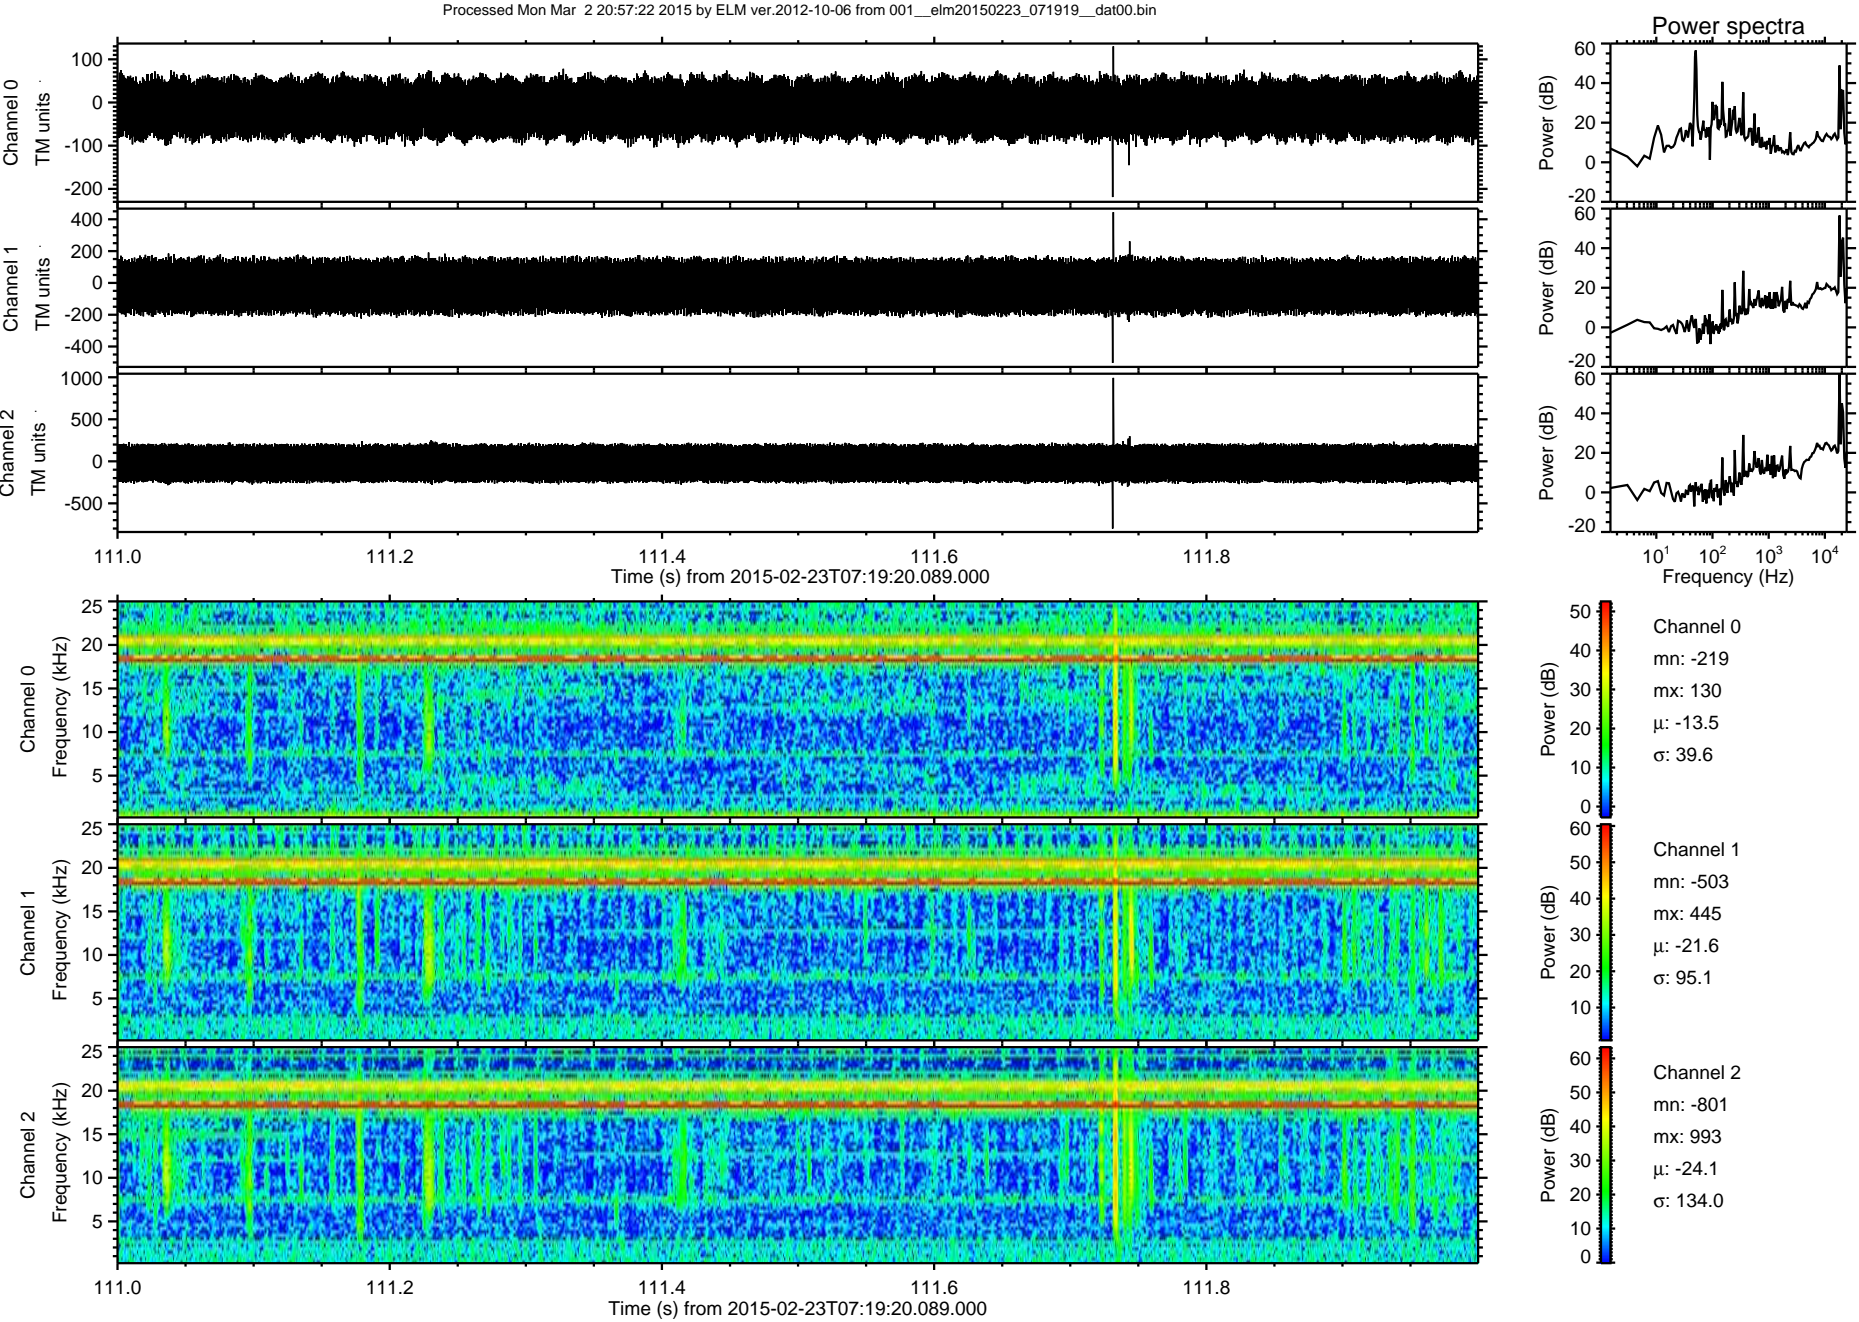 Processed Mon Mar  2 20:57:22 2015 by ELM ver.2012-10-06 from 001__elm20150223_071919__dat00.bin
Power spectra
Channel 0
TM units
100
0
-100
-200
Power (dB)
60
40
20
0
-20
Channel 1
TM units
400
200
0
-200
-400
Power (dB)
60
40
20
0
-20
Channel 2
TM units
1000
500
0
-500
Power (dB)
60
40
20
0
-20
111.0 111.2 111.4 111.6 111.8
Time (s) from 2015-02-23T07:19:20.089.000
10^1 10^2 10^3 10^4
Frequency (Hz)
Channel 0
Frequency (kHz)
25
20
15
10
5
Power (dB)
50
40
30
20
10
0
Channel 0
mn: -219
mx: 130
μ: -13.5
σ: 39.6
Channel 1
Frequency (kHz)
25
20
15
10
5
Power (dB)
60
50
40
30
20
10
Channel 1
mn: -503
mx: 445
μ: -21.6
σ: 95.1
Channel 2
Frequency (kHz)
25
20
15
10
5
Power (dB)
60
50
40
30
20
10
0
Channel 2
mn: -801
mx: 993
μ: -24.1
σ: 134.0
111.0 111.2 111.4 111.6 111.8
Time (s) from 2015-02-23T07:19:20.089.000